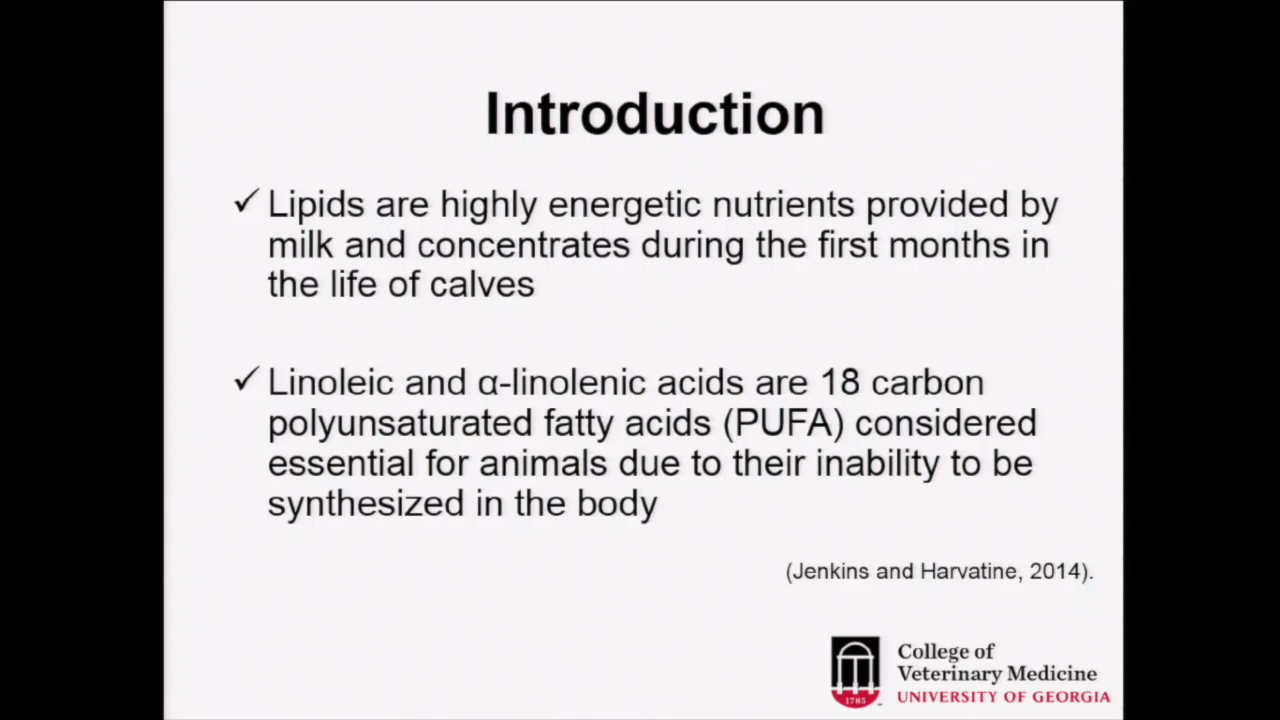 Introduction
✓ Lipids are highly energetic nutrients provided by
milk and concentrates during the first months in
the life of calves
✓ Linoleic and α-linolenic acids are 18 carbon
polyunsaturated fatty acids (PUFA) considered
essential for animals due to their inability to be
synthesized in the body
(Jenkins and Harvatine, 2014).
College of
Veterinary Medicine
UNIVERSITY OF GEORGIA
1785